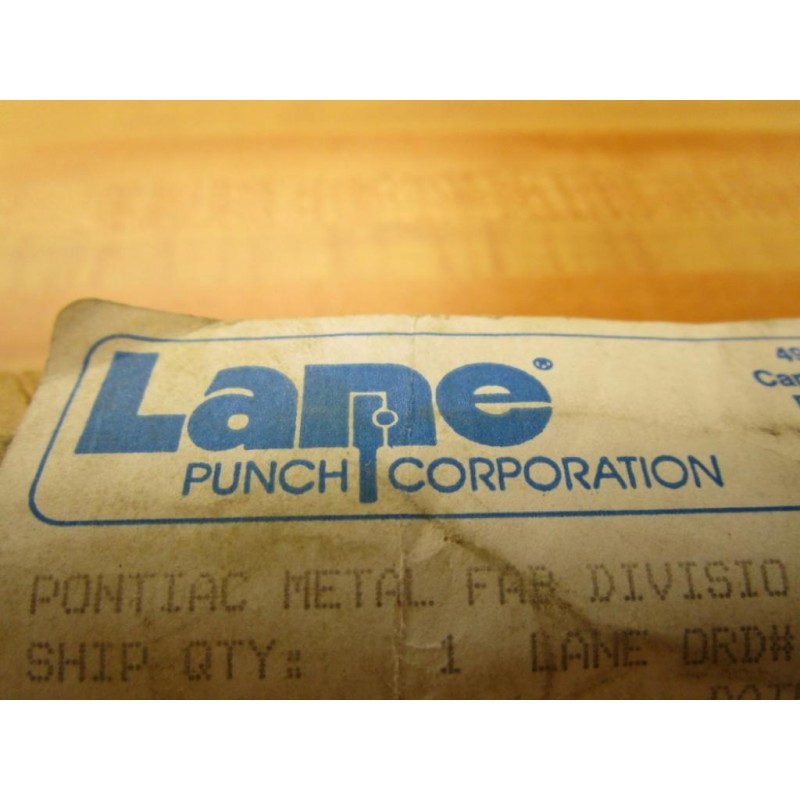 Lane®
PUNCH CORPORATION
PONTIAC METAL FAB DIVISIO
SHIP QTY: 1 LANE ORD#